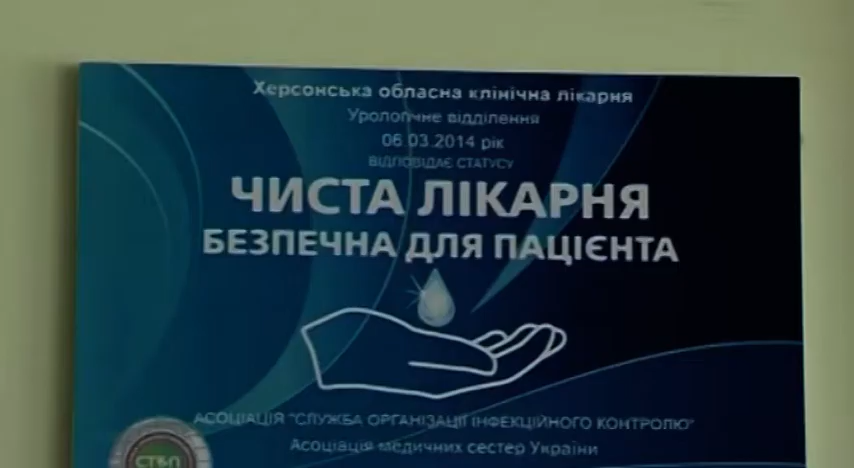 Херсонська обласна клінічна лікарня
Урологічне відділення
06.03.2014 рік
ВІДПОВІДАЄ СТАТУСУ
ЧИСТА ЛІКАРНЯ
БЕЗПЕЧНА ДЛЯ ПАЦІЄНТА
АСОЦІАЦІЯ "СЛУЖБА ОРГАНІЗАЦІЇ ІНФЕКЦІЙНОГО КОНТРОЛЮ"
Асоціація медичних сестер України